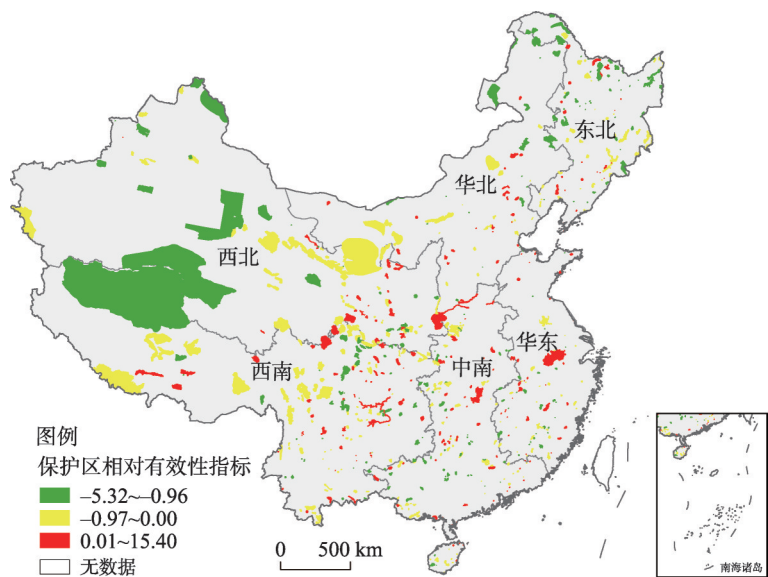 东北
华北
西北
华东
西南
中南
图例
保护区相对有效性指标
–5.32~–0.96
–0.97~0.00
0.01~15.40
无数据
0 500 km
南海诸岛